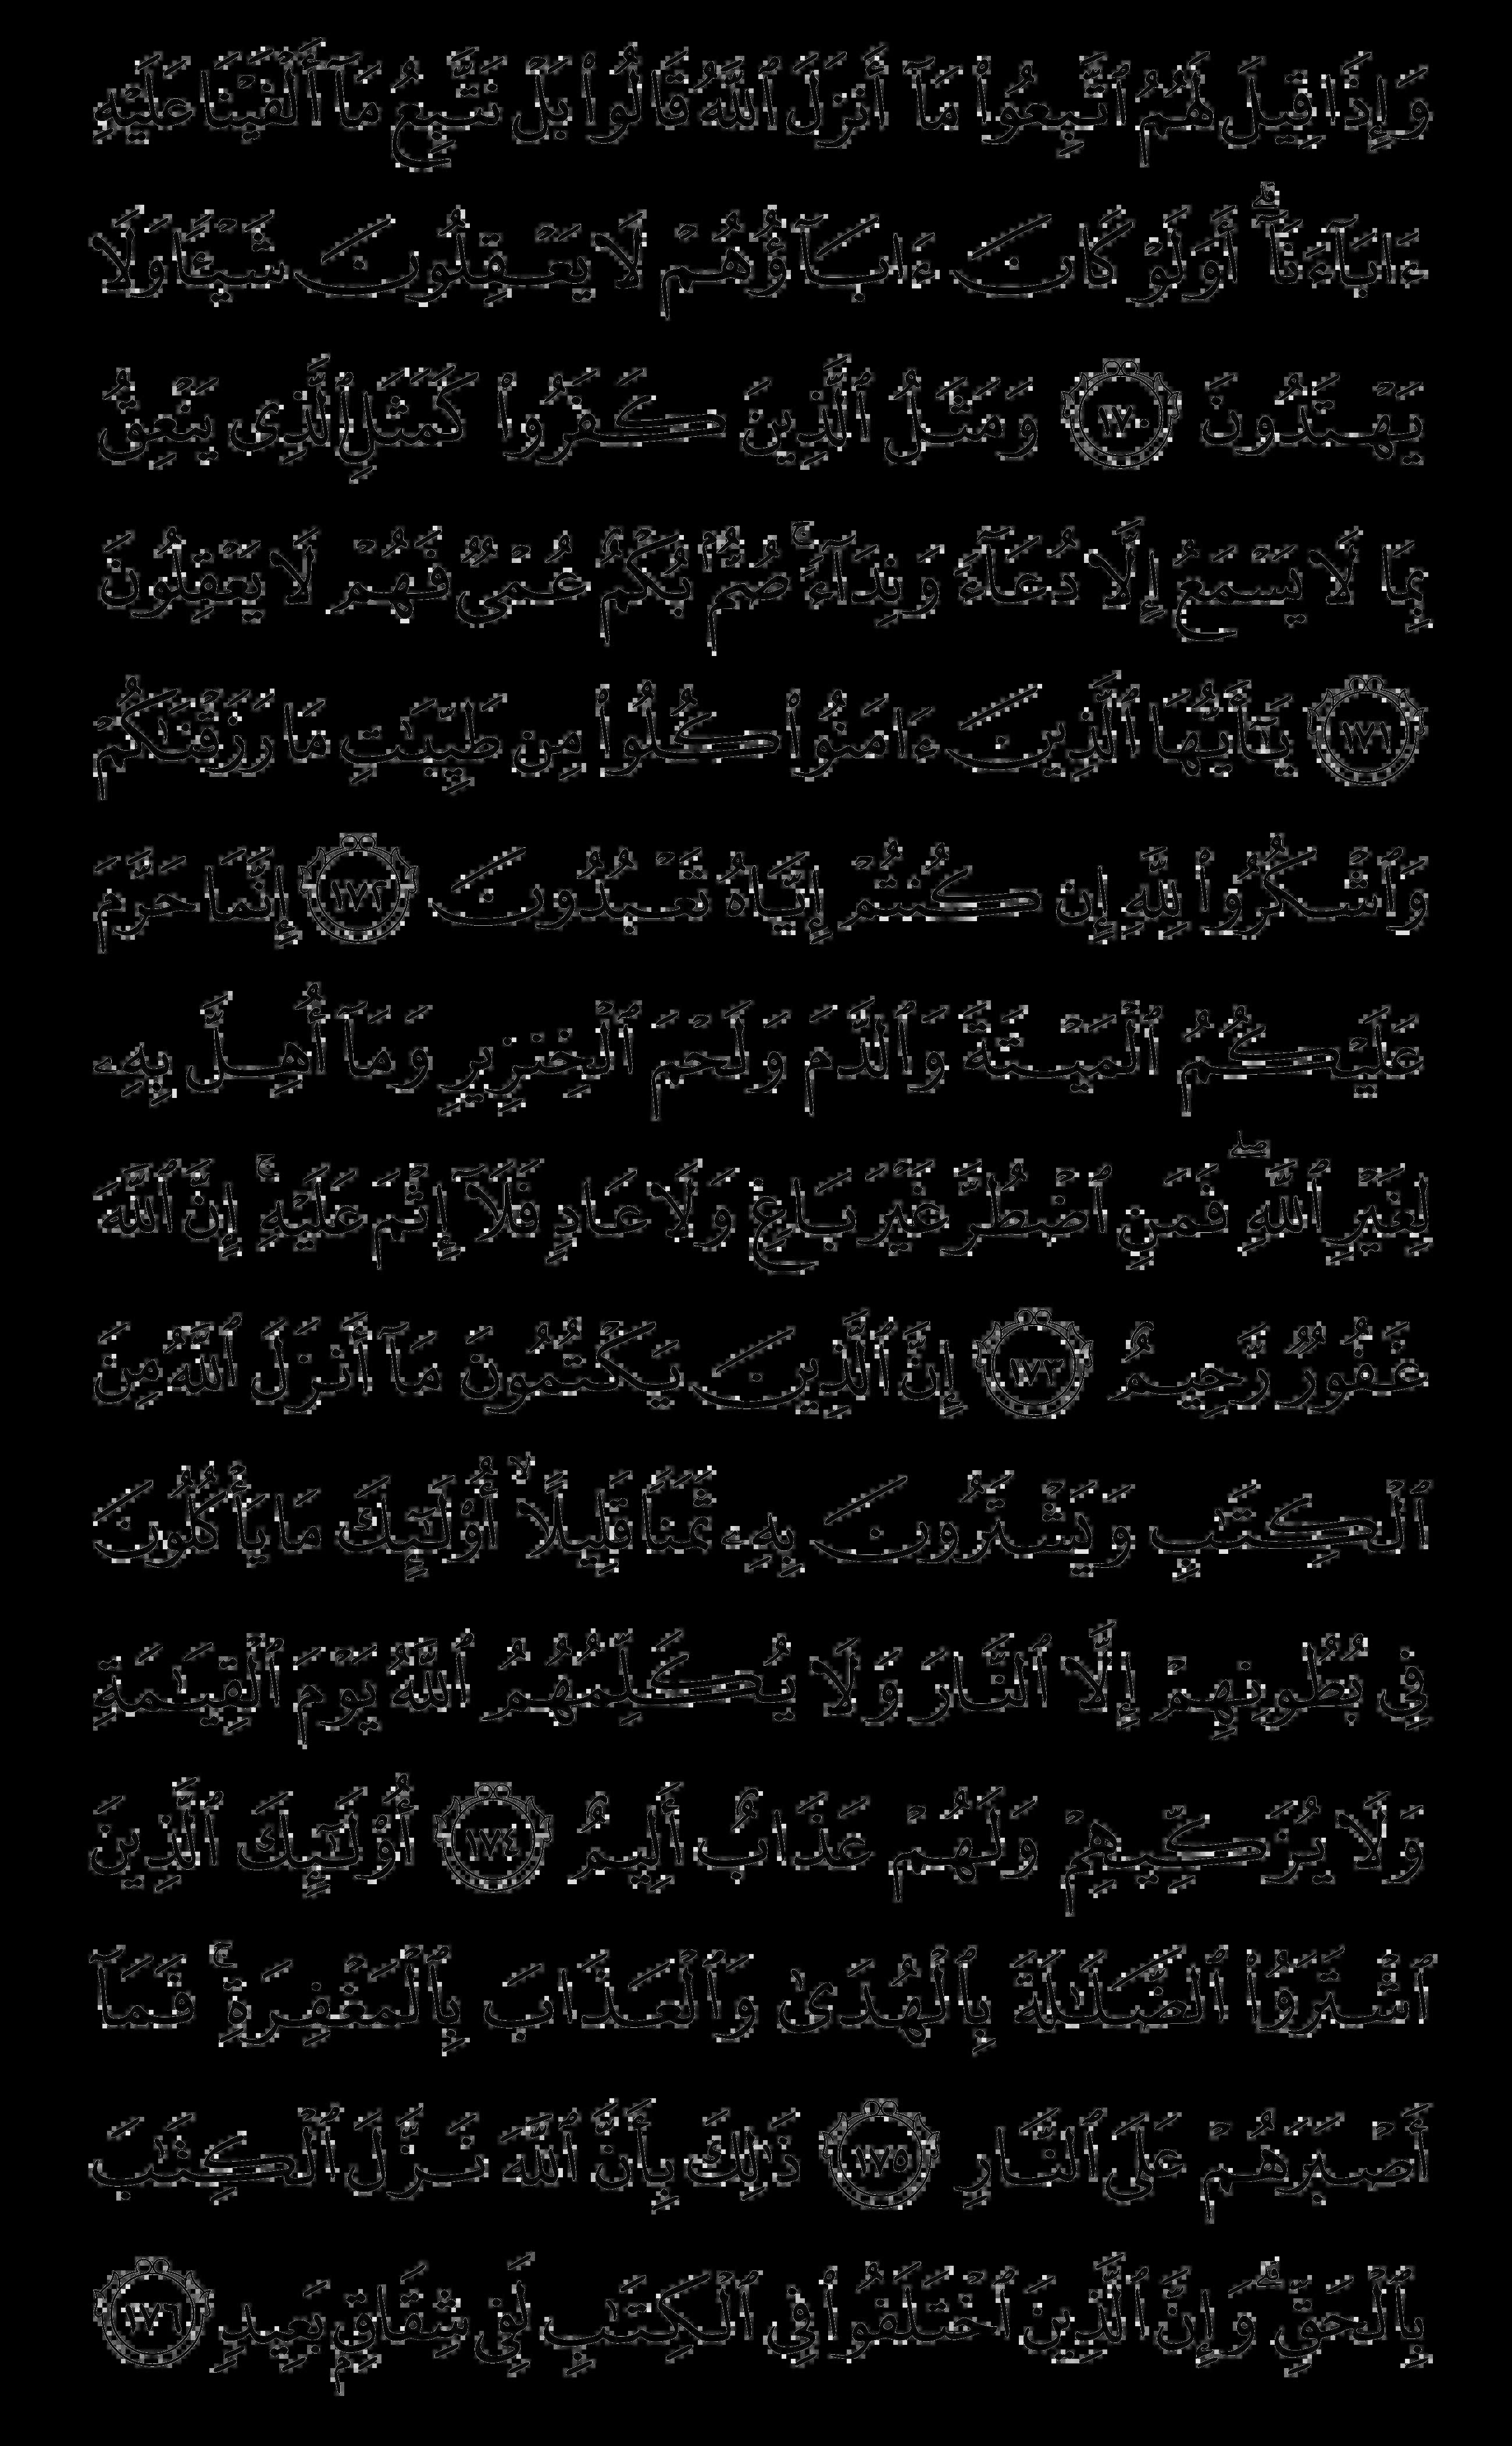 وَإِذَا قِيلَ لَهُمُ ٱتَّبِعُوا۟ مَآ أَنزَلَ ٱللَّهُ قَالُوا۟ بَلْ نَتَّبِعُ مَآ أَلْفَيْنَا عَلَيْهِ
ءَابَآءَنَآ ۗ أَوَلَوْ كَانَ ءَابَآؤُهُمْ لَا يَعْقِلُونَ شَيْـًٔا وَلَا
يَهْتَدُونَ ١٧٠ وَمَثَلُ ٱلَّذِينَ كَفَرُوا۟ كَمَثَلِ ٱلَّذِى يَنْعِقُ
بِمَا لَا يَسْمَعُ إِلَّا دُعَآءً وَنِدَآءً ۚ صُمٌّۢ بُكْمٌ عُمْىٌ فَهُمْ لَا يَعْقِلُونَ
١٧١ يَـٰٓأَيُّهَا ٱلَّذِينَ ءَامَنُوا۟ كُلُوا۟ مِن طَيِّبَـٰتِ مَا رَزَقْنَـٰكُمْ
وَٱشْكُرُوا۟ لِلَّهِ إِن كُنتُمْ إِيَّاهُ تَعْبُدُونَ ١٧٢ إِنَّمَا حَرَّمَ
عَلَيْكُمُ ٱلْمَيْتَةَ وَٱلدَّمَ وَلَحْمَ ٱلْخِنزِيرِ وَمَآ أُهِلَّ بِهِۦ
لِغَيْرِ ٱللَّهِ ۖ فَمَنِ ٱضْطُرَّ غَيْرَ بَاغٍ وَلَا عَادٍ فَلَآ إِثْمَ عَلَيْهِ ۚ إِنَّ ٱللَّهَ
غَفُورٌ رَّحِيمٌ ١٧٣ إِنَّ ٱلَّذِينَ يَكْتُمُونَ مَآ أَنزَلَ ٱللَّهُ مِنَ
ٱلْكِتَـٰبِ وَيَشْتَرُونَ بِهِۦ ثَمَنًا قَلِيلًا ۙ أُو۟لَـٰٓئِكَ مَا يَأْكُلُونَ
فِى بُطُونِهِمْ إِلَّا ٱلنَّارَ وَلَا يُكَلِّمُهُمُ ٱللَّهُ يَوْمَ ٱلْقِيَـٰمَةِ
وَلَا يُزَكِّيهِمْ وَلَهُمْ عَذَابٌ أَلِيمٌ ١٧٤ أُو۟لَـٰٓئِكَ ٱلَّذِينَ
ٱشْتَرَوُا۟ ٱلضَّلَـٰلَةَ بِٱلْهُدَىٰ وَٱلْعَذَابَ بِٱلْمَغْفِرَةِ ۚ فَمَآ
أَصْبَرَهُمْ عَلَى ٱلنَّارِ ١٧٥ ذَٰلِكَ بِأَنَّ ٱللَّهَ نَزَّلَ ٱلْكِتَـٰبَ
بِٱلْحَقِّ ۗ وَإِنَّ ٱلَّذِينَ ٱخْتَلَفُوا۟ فِى ٱلْكِتَـٰبِ لَفِى شِقَاقٍۭ بَعِيدٍ ١٧٦